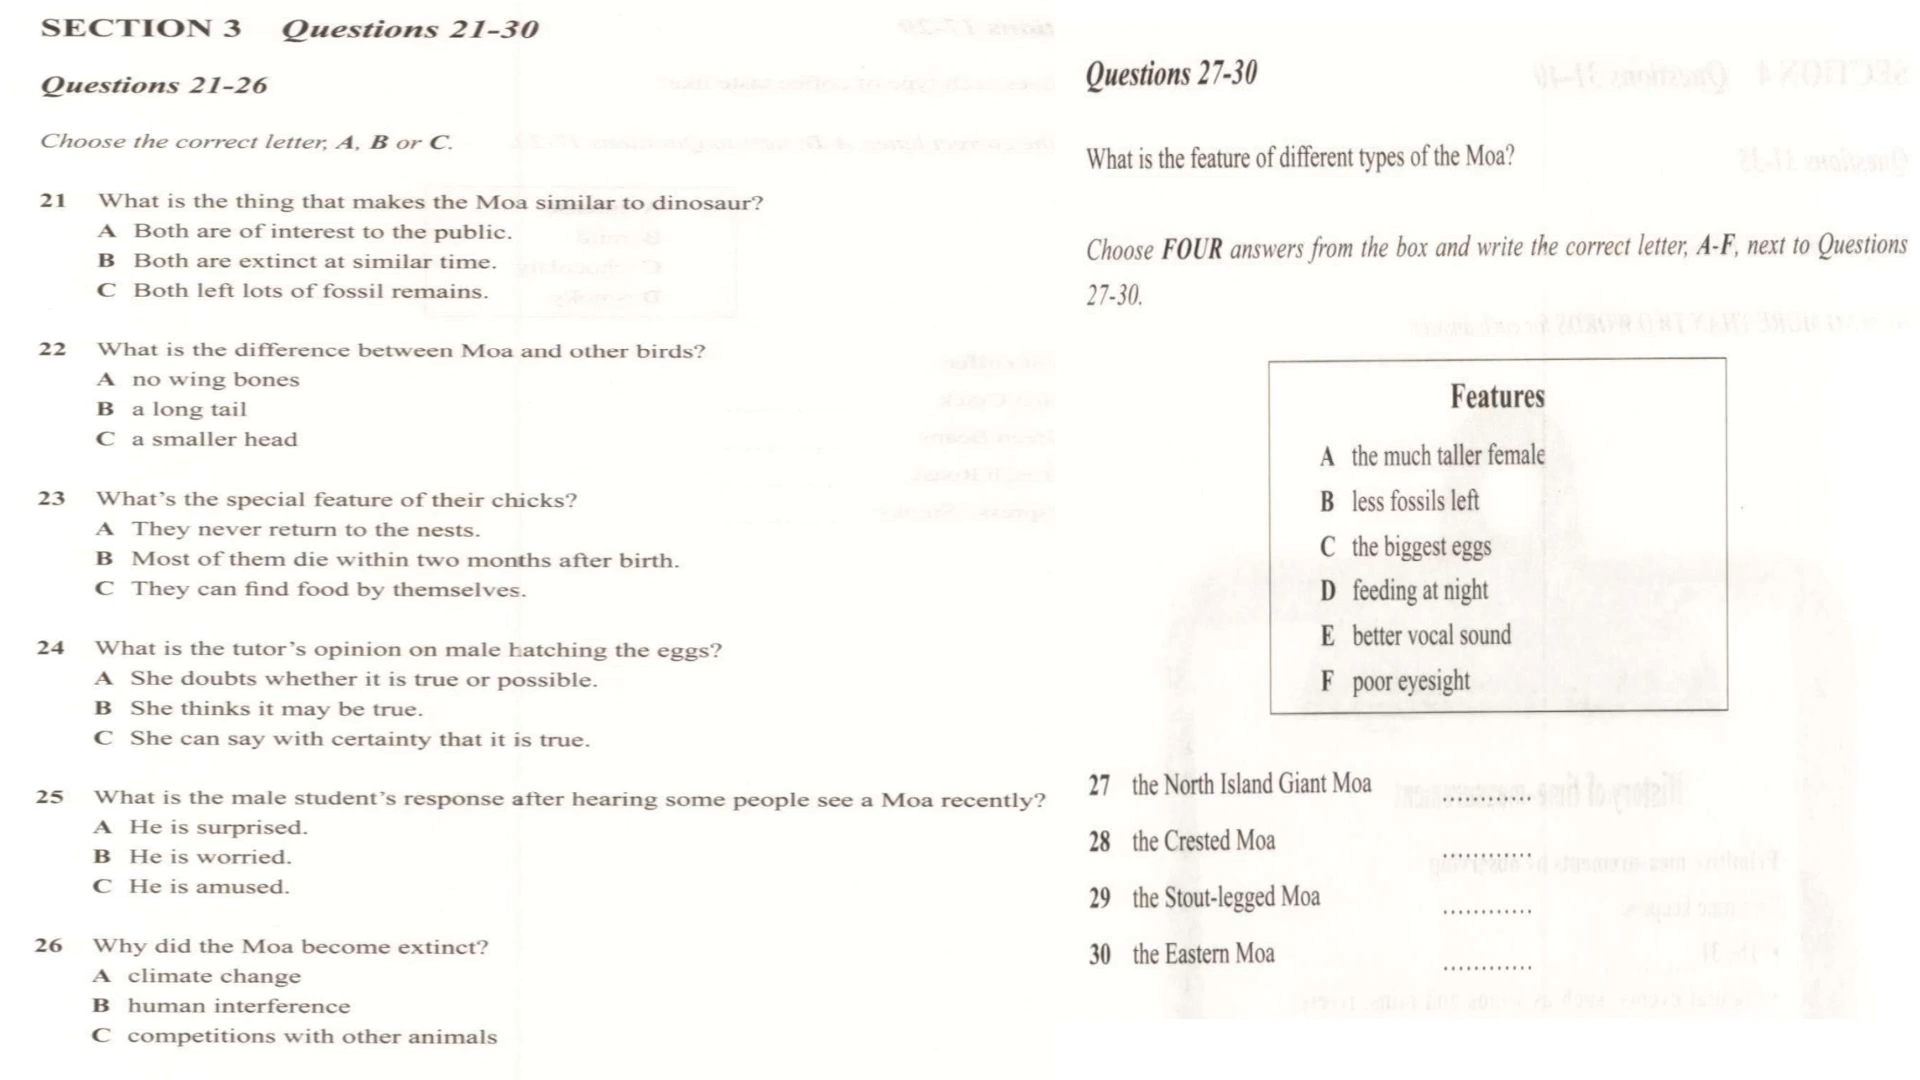 SECTION 3 Questions 21-30
Questions 21-26
Choose the correct letter, A, B or C.
21 What is the thing that makes the Moa similar to dinosaur?
A Both are of interest to the public.
B Both are extinct at similar time.
C Both left lots of fossil remains.
22 What is the difference between Moa and other birds?
A no wing bones
B a long tail
C a smaller head
23 What's the special feature of their chicks?
A They never return to the nests.
B Most of them die within two months after birth.
C They can find food by themselves.
24 What is the tutor's opinion on male hatching the eggs?
A She doubts whether it is true or possible.
B She thinks it may be true.
C She can say with certainty that it is true.
25 What is the male student's response after hearing some people see a Moa recently?
A He is surprised.
B He is worried.
C He is amused.
26 Why did the Moa become extinct?
A climate change
B human interference
C competitions with other animals
Questions 27-30
What is the feature of different types of the Moa?
Choose FOUR answers from the box and write the correct letter, A-F, next to Questions
27-30.
Features
A the much taller female
B less fossils left
C the biggest eggs
D feeding at night
E better vocal sound
F poor eyesight
27 the North Island Giant Moa ............
28 the Crested Moa ............
29 the Stout-legged Moa ............
30 the Eastern Moa ............